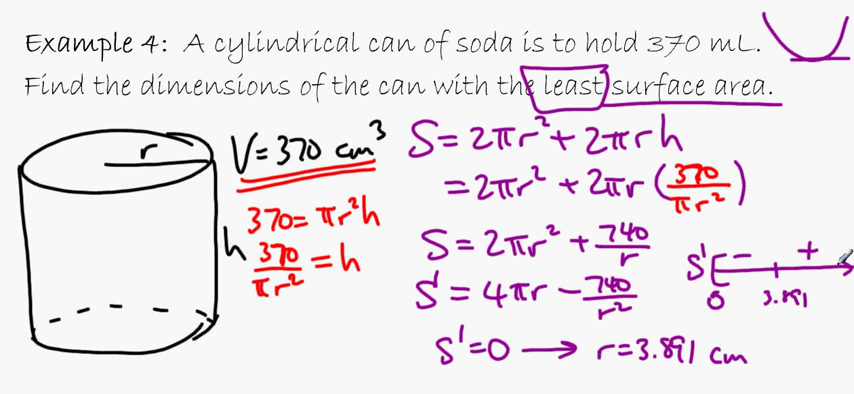 Example 4: A cylindrical can of soda is to hold 370 mL.
Find the dimensions of the can with the least surface area.
r
h
V = 370 cm³
370 = πr²h
370/πr² = h
S = 2πr² + 2πrh
= 2πr² + 2πr (370/πr²)
S = 2πr² + 740/r
S' = 4πr - 740/r²
S' = 0 → r = 3.891 cm
S' [ - +
0 3.891